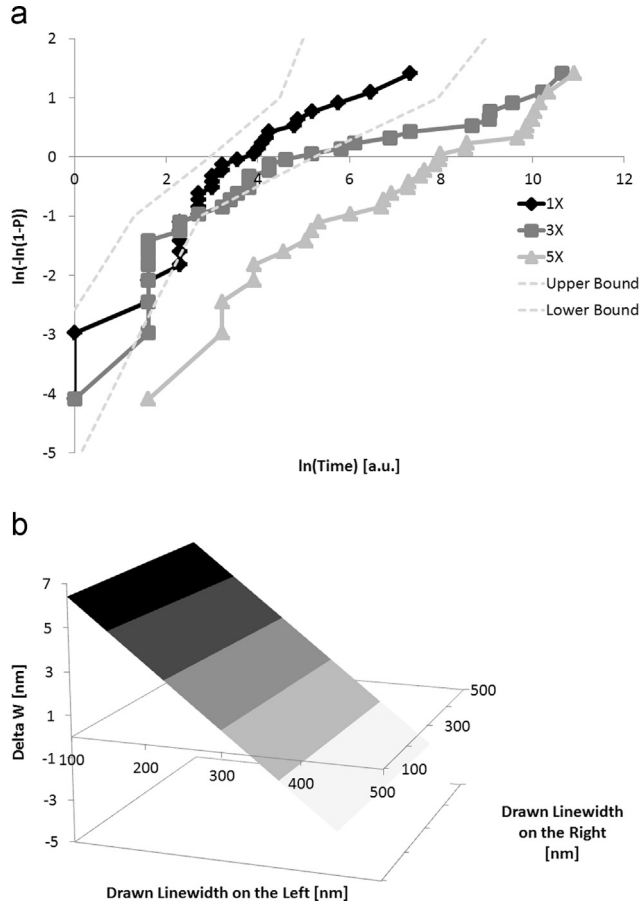 a
2
1
0
0
2
4
6
8
10
12
-1
-2
-3
-4
-5
ln(-ln(1-P))
1X
3X
5X
Upper Bound
Lower Bound
ln(Time) [a.u.]
b
7
5
3
1
-1
-3
-5
Delta W [nm]
100
200
300
400
500
Drawn Linewidth on the Left [nm]
500
300
100
Drawn Linewidth
on the Right
[nm]